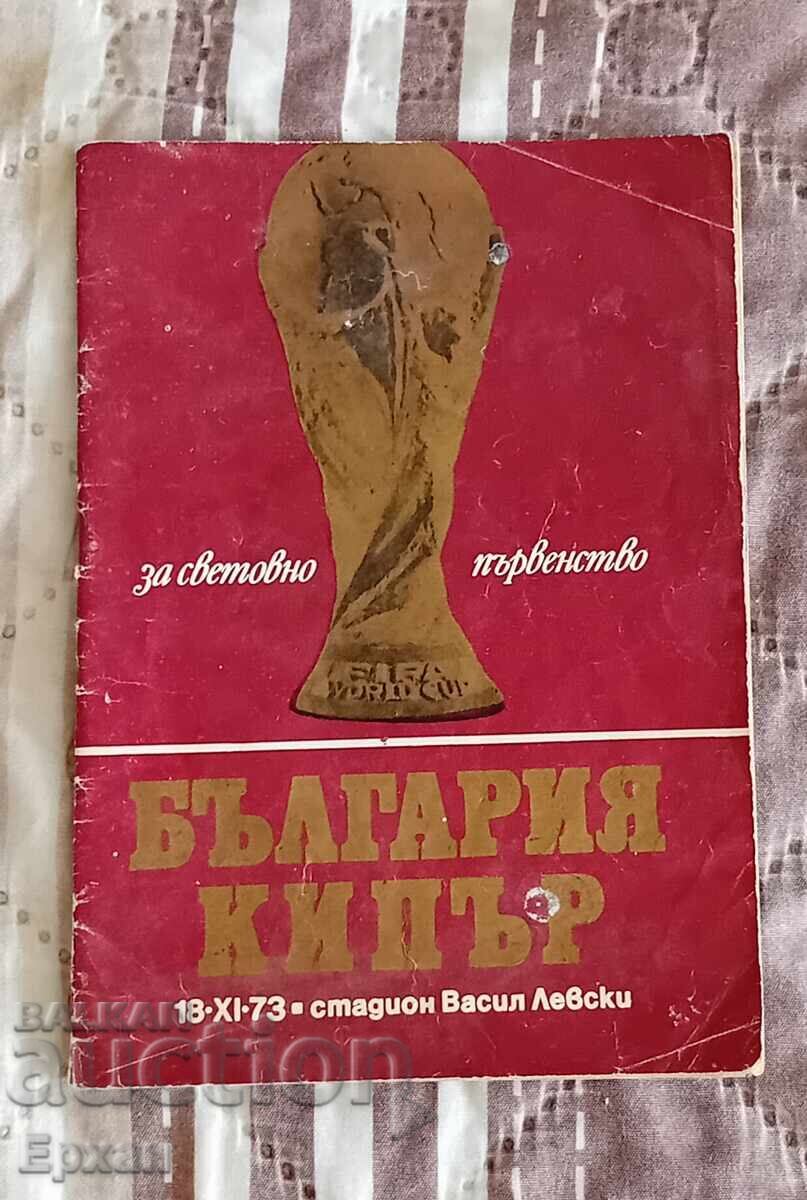 за световно първенство
FIFA
WORLD CUP
БЪЛГАРИЯ
КИПЪР
18·XI·73 ▪ стадион Васил Левски
BALKAN
auction
Ерхан